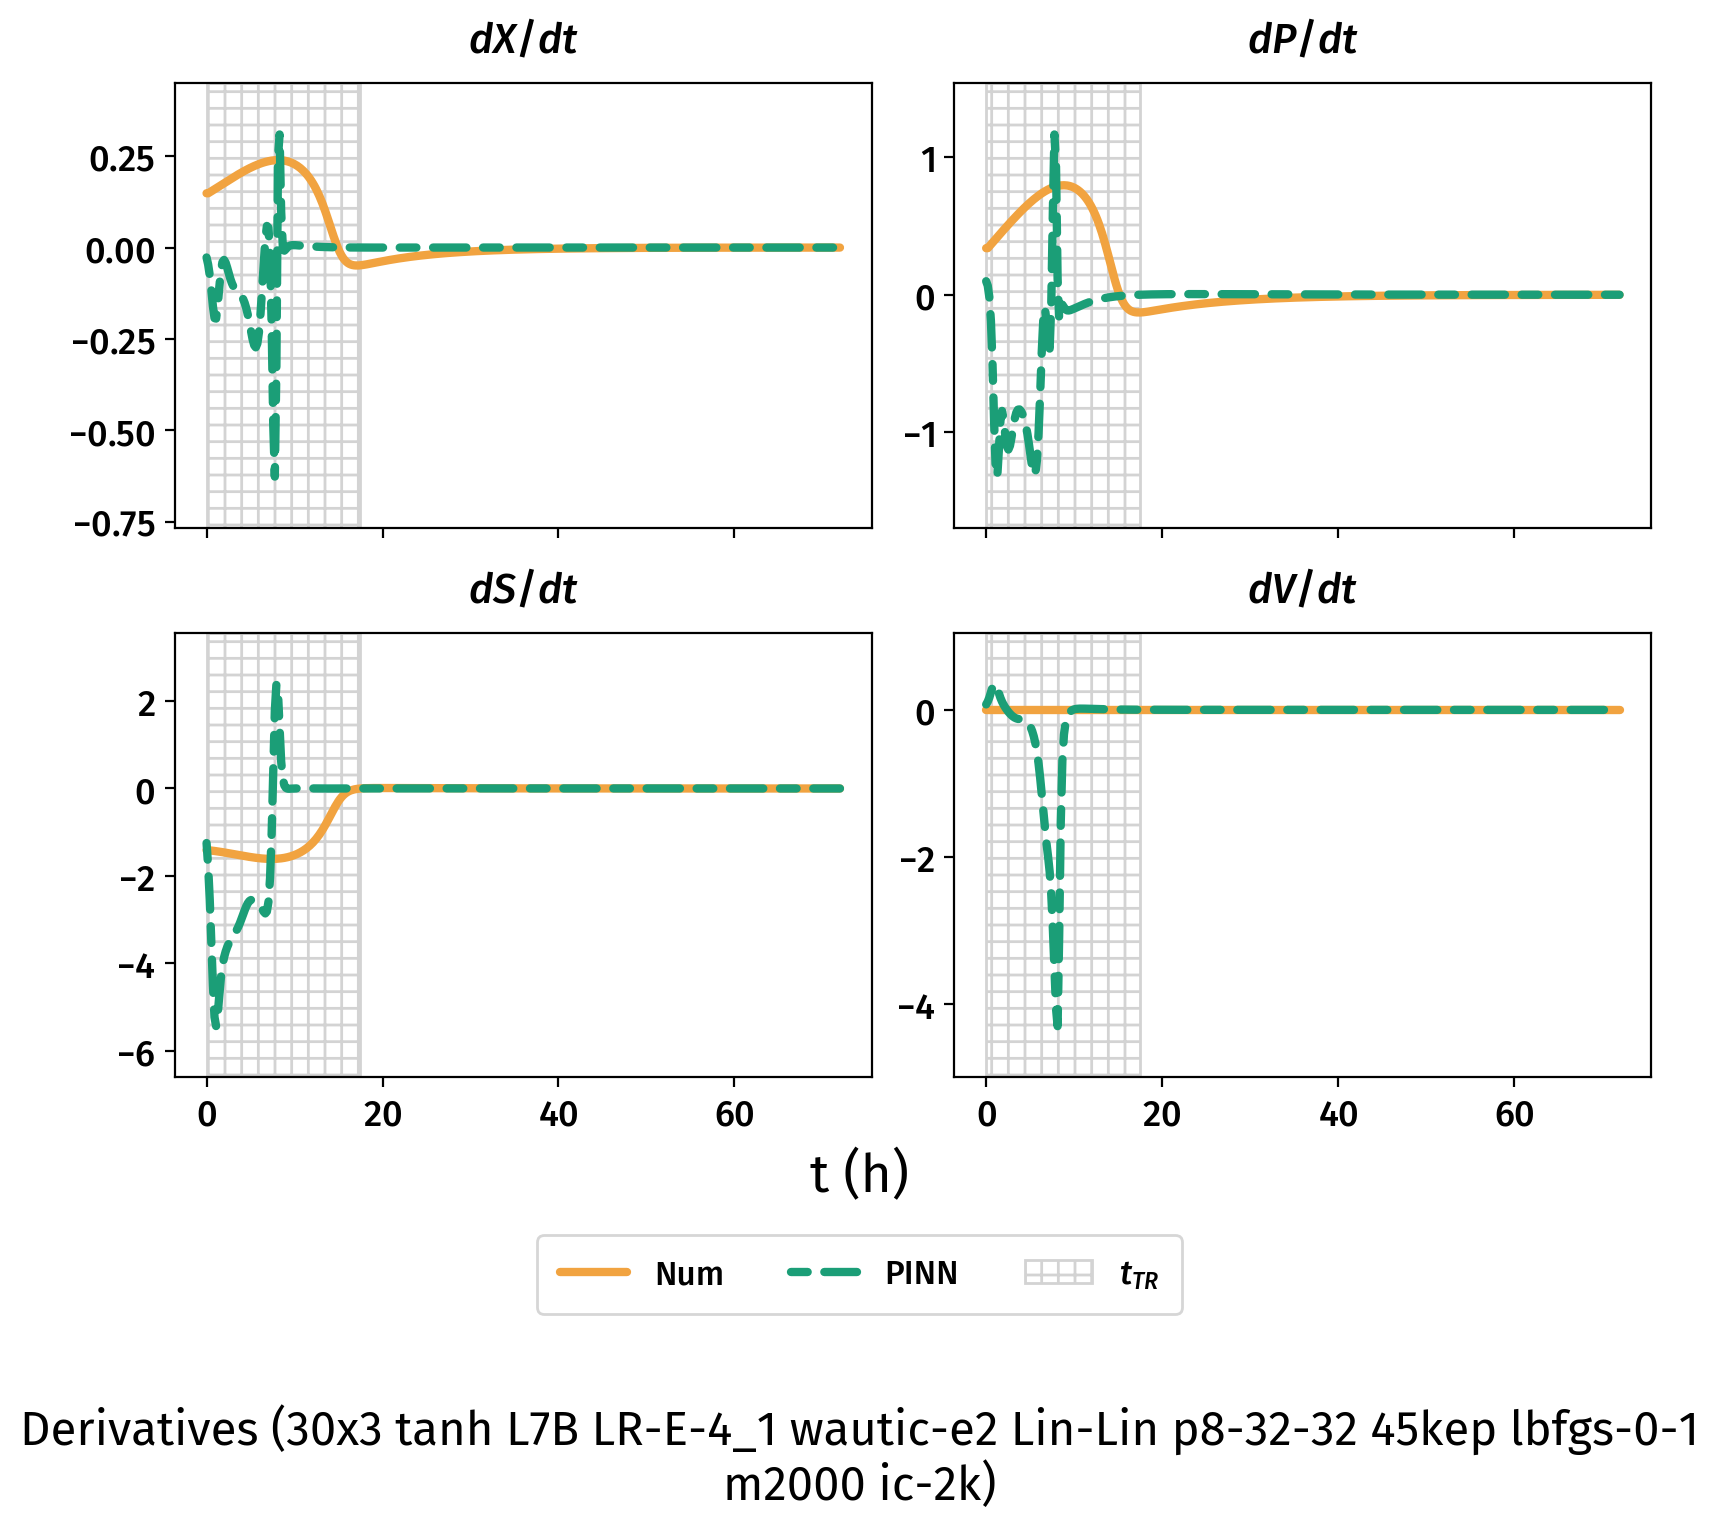 dX/dt
dP/dt
0.25
0.00
−0.25
−0.50
−0.75
1
0
−1
dS/dt
dV/dt
2
0
−2
−4
−6
0
−2
−4
0 20 40 60
0 20 40 60
t (h)
Num PINN tTR
Derivatives (30x3 tanh L7B LR-E-4_1 wautic-e2 Lin-Lin p8-32-32 45kep lbfgs-0-1
m2000 ic-2k)